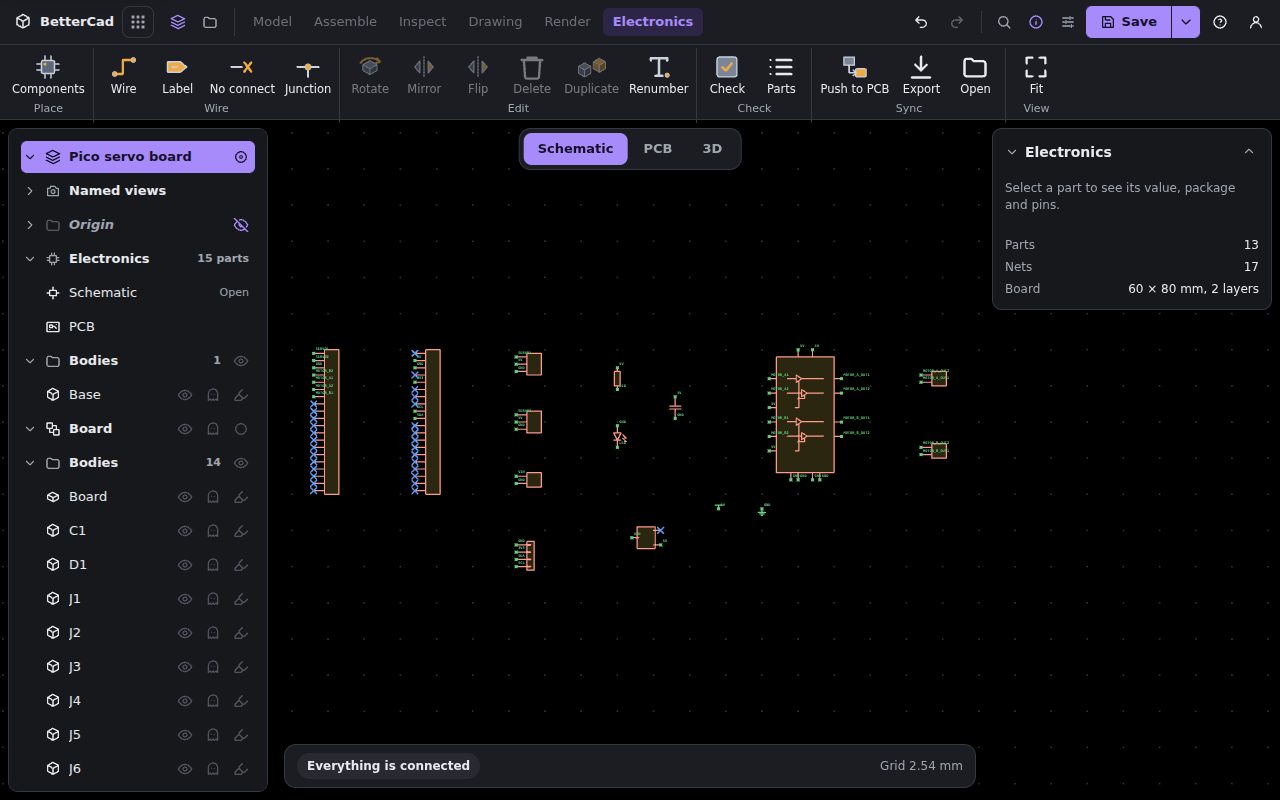 BetterCad
Model Assemble Inspect Drawing Render Electronics
Save
Components Wire Label No connect Junction Rotate Mirror Flip Delete Duplicate Renumber Check Parts Push to PCB Export Open Fit
Place Wire Edit Check Sync View
Pico servo board
Named views
Origin
Electronics 15 parts
Schematic Open
PCB
Bodies 1
Base
Board
Bodies 14
Board
C1
D1
J1
J2
J3
J4
J5
J6
Schematic PCB 3D
Electronics
Select a part to see its value, package
and pins.
Parts 13
Nets 17
Board 60 × 80 mm, 2 layers
Everything is connected
Grid 2.54 mm